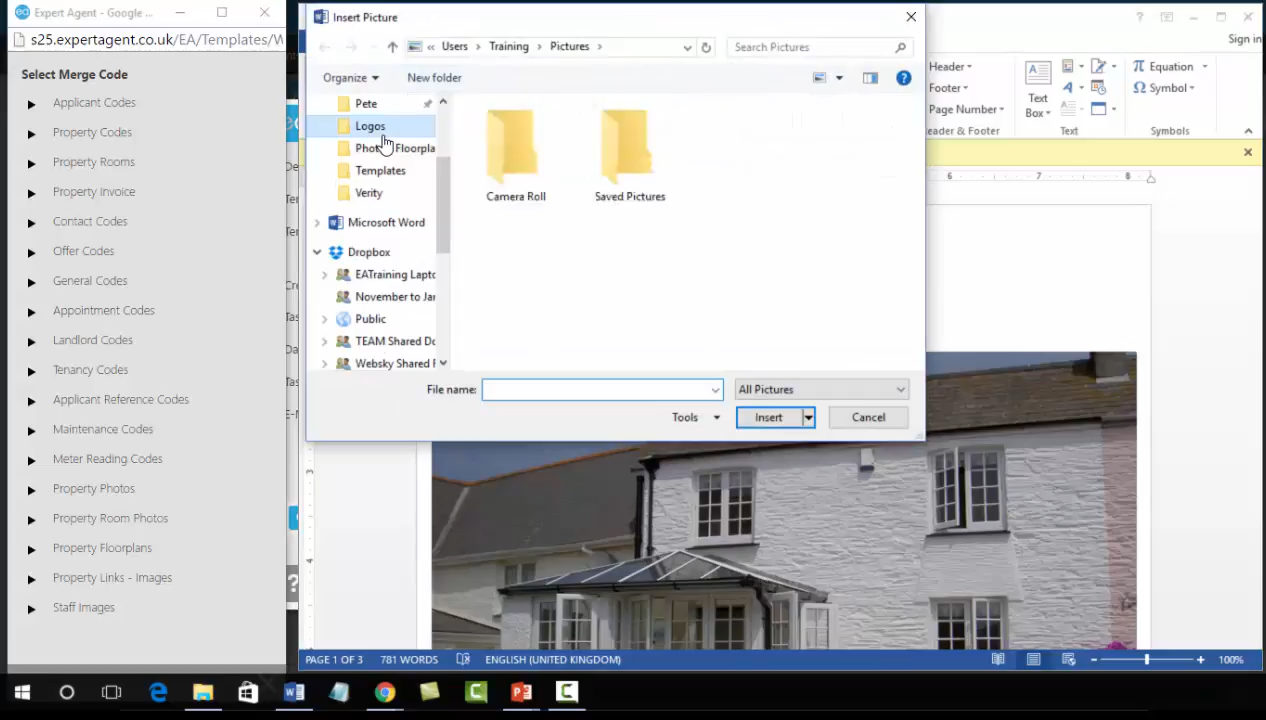 Expert Agent - Google ...
s25.expertagent.co.uk/EA/Templates/W
Select Merge Code
Applicant Codes
Property Codes
Property Rooms
Property Invoice
Contact Codes
Offer Codes
General Codes
Appointment Codes
Landlord Codes
Tenancy Codes
Applicant Reference Codes
Maintenance Codes
Meter Reading Codes
Property Photos
Property Room Photos
Property Floorplans
Property Links - Images
Staff Images
Insert Picture
« Users > Training > Pictures >
Search Pictures
Organize
New folder
Pete
Logos
Floorpla
Templates
Verity
Microsoft Word
Dropbox
EATraining Lapto
November to Jan
Public
TEAM Shared Do
Websky Shared F
Camera Roll
Saved Pictures
File name:
All Pictures
Tools
Insert
Cancel
Sign in
Header
Footer
Page Number
eader & Footer
Text
Box
Text
Equation
Symbol
Symbols
6 7 8
PAGE 1 OF 3 781 WORDS ENGLISH (UNITED KINGDOM)
100%